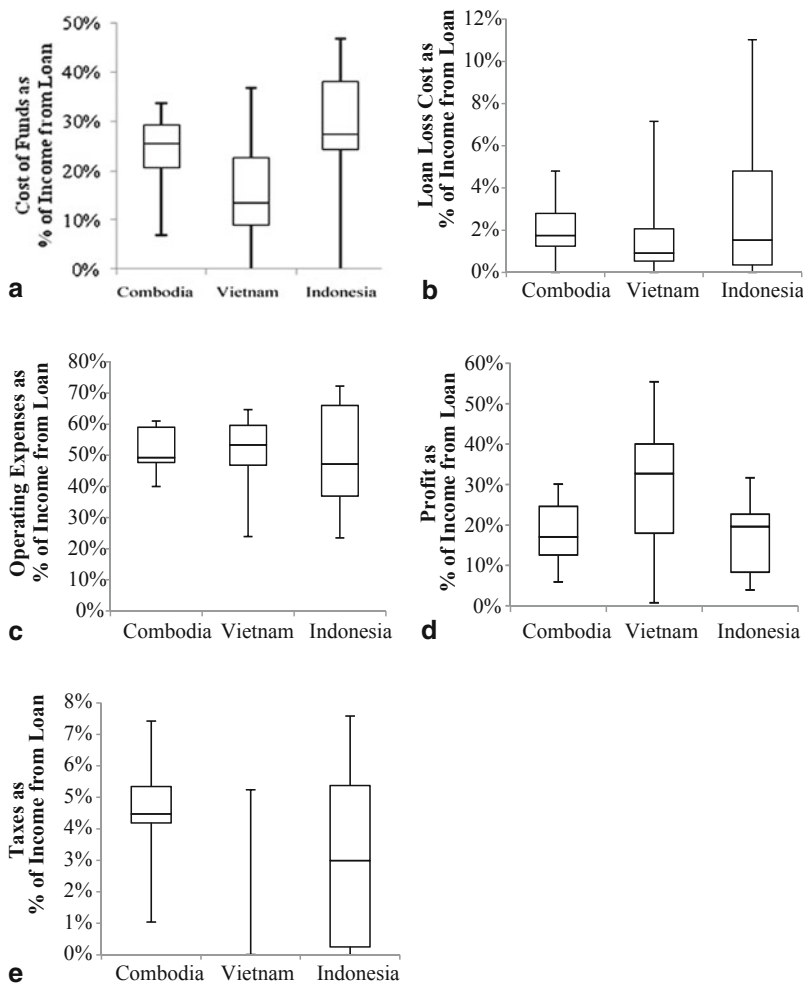 Cost of Funds as
% of Income from Loan
50%
40%
30%
20%
10%
0%
Combodia Vietnam Indonesia
a
Loan Loss Cost as
% of Income from Loan
12%
10%
8%
6%
4%
2%
0%
Combodia Vietnam Indonesia
b
Operating Expenses as
% of Income from Loan
80%
70%
60%
50%
40%
30%
20%
10%
0%
Combodia Vietnam Indonesia
c
Profit as
% of Income from Loan
60%
50%
40%
30%
20%
10%
0%
Combodia Vietnam Indonesia
d
Taxes as
% of Income from Loan
8%
7%
6%
5%
4%
3%
2%
1%
0%
Combodia Vietnam Indonesia
e